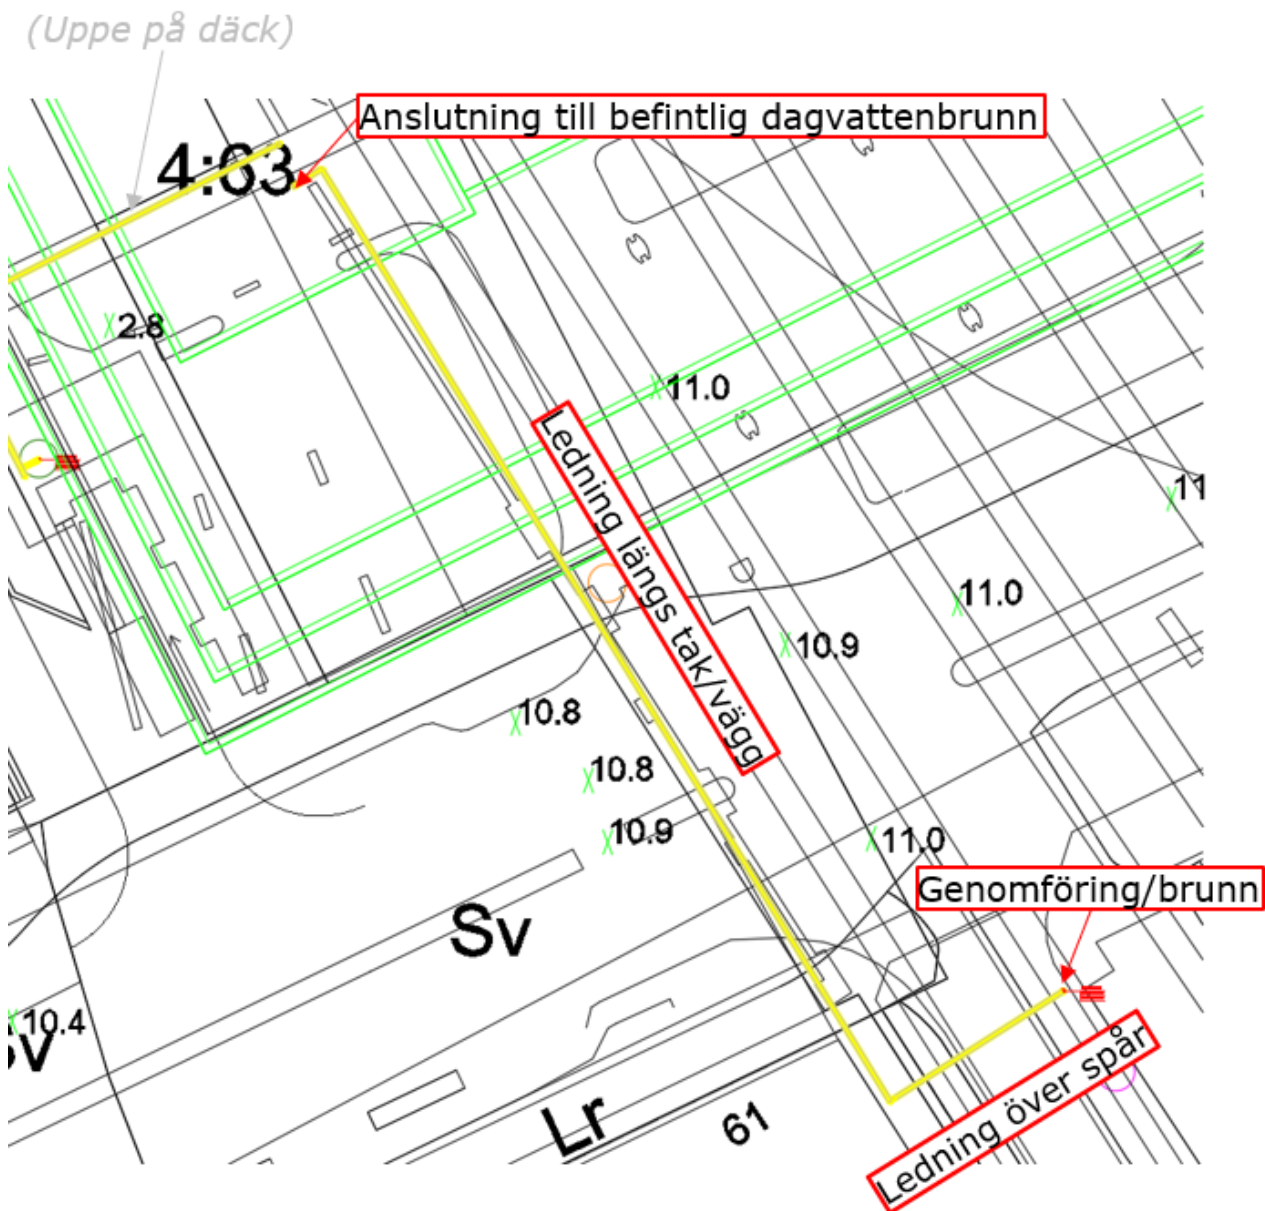 (Uppe på däck)
Anslutning till befintlig dagvattenbrunn
4:63
2.8
11.0
Ledning längs tak/vägg
11
11.0
10.9
10.8
10.8
10.9
11.0
Genomföring/brunn
Sv
10.4
Ledning över spår
Lr
61